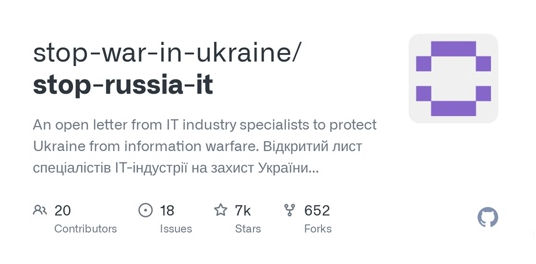 stop-war-in-ukraine/
stop-russia-it
An open letter from IT industry specialists to protect
Ukraine from information warfare. Відкритий лист
спеціалістів IT-індустрії на захист України...
20 18 7k 652
Contributors Issues Stars Forks